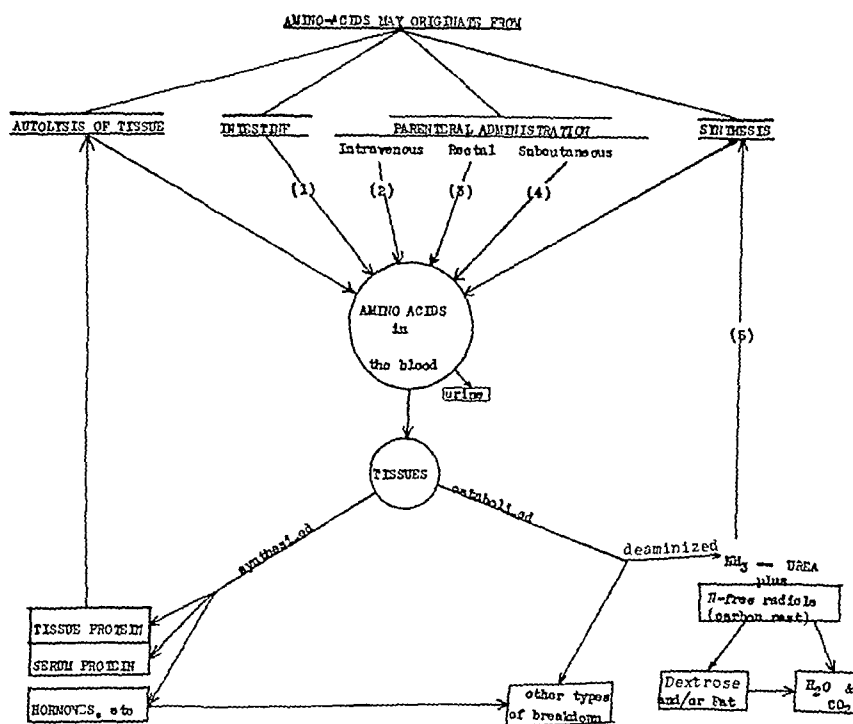 AMINO-ACIDS MAY ORIGINATE FROM
AUTOLYSIS OF TISSUE
INTESTINE
PARENTERAL ADMINISTRATION
SYNTHESIS
Intravenous Rectal Subcutaneous
(1)
(2)
(3)
(4)
AMINO ACIDS
in
the blood
(5)
urine
TISSUES
synthesized
catabolized
deaminized
NH3 — UREA
plus
N-free radicle
(carbon rest)
TISSUE PROTEIN
SERUM PROTEIN
HORMONES, etc
other types
of breakdown
Dextrose
and/or Fat
H2O &
CO2